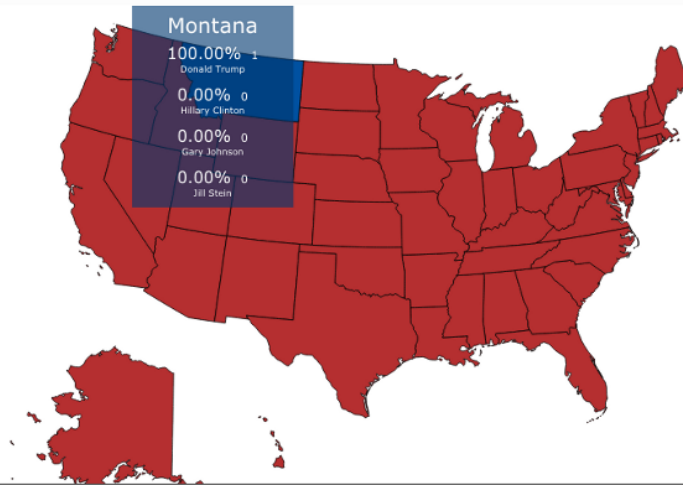 Montana
100.00% 1
Donald Trump
0.00% 0
Hillary Clinton
0.00% 0
Gary Johnson
0.00% 0
Jill Stein